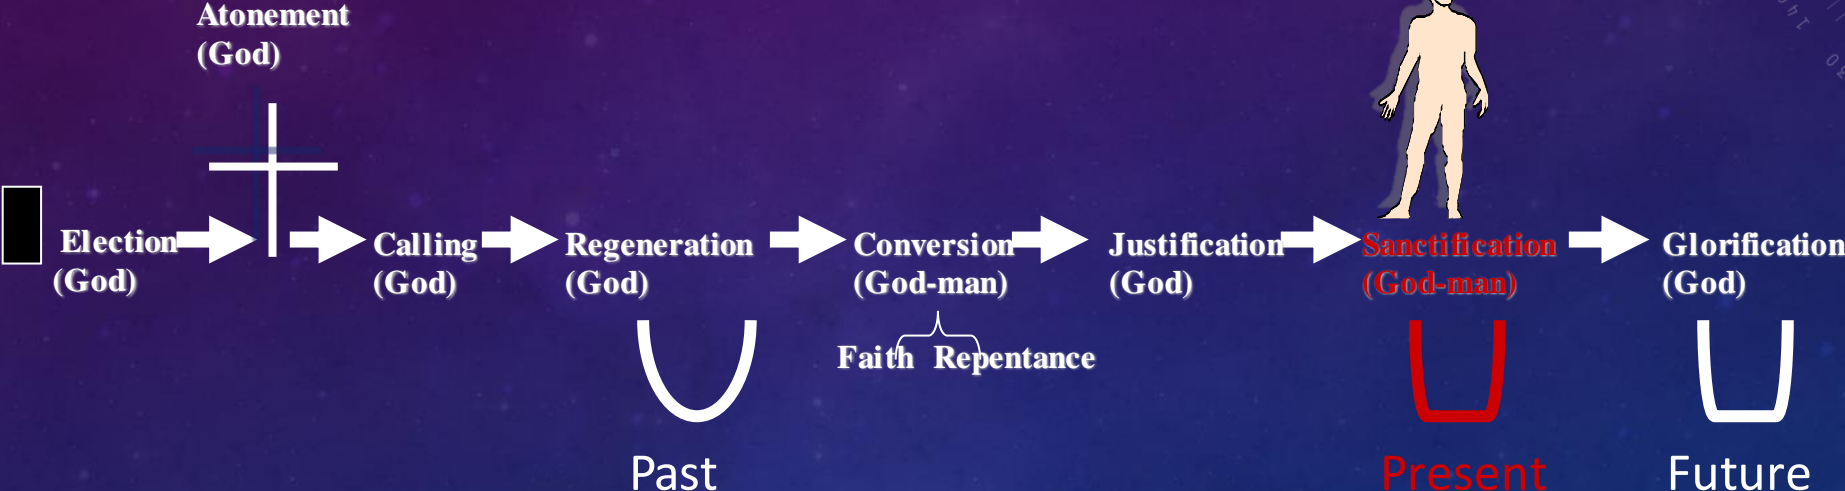 Atonement
(God)
Election
(God)
Calling
(God)
Regeneration
(God)
Conversion
(God-man)
Faith Repentance
Justification
(God)
Sanctification
(God-man)
Glorification
(God)
Past
Present
Future